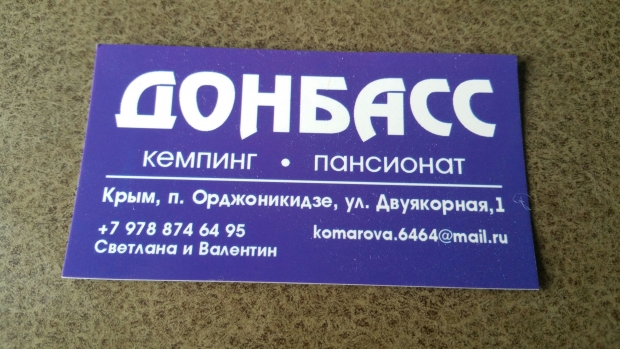 ДОНБАСС
кемпинг • пансионат
Крым, п. Орджоникидзе, ул. Двуякорная,1
+7 978 874 64 95 komarova.6464@mail.ru
Светлана и Валентин